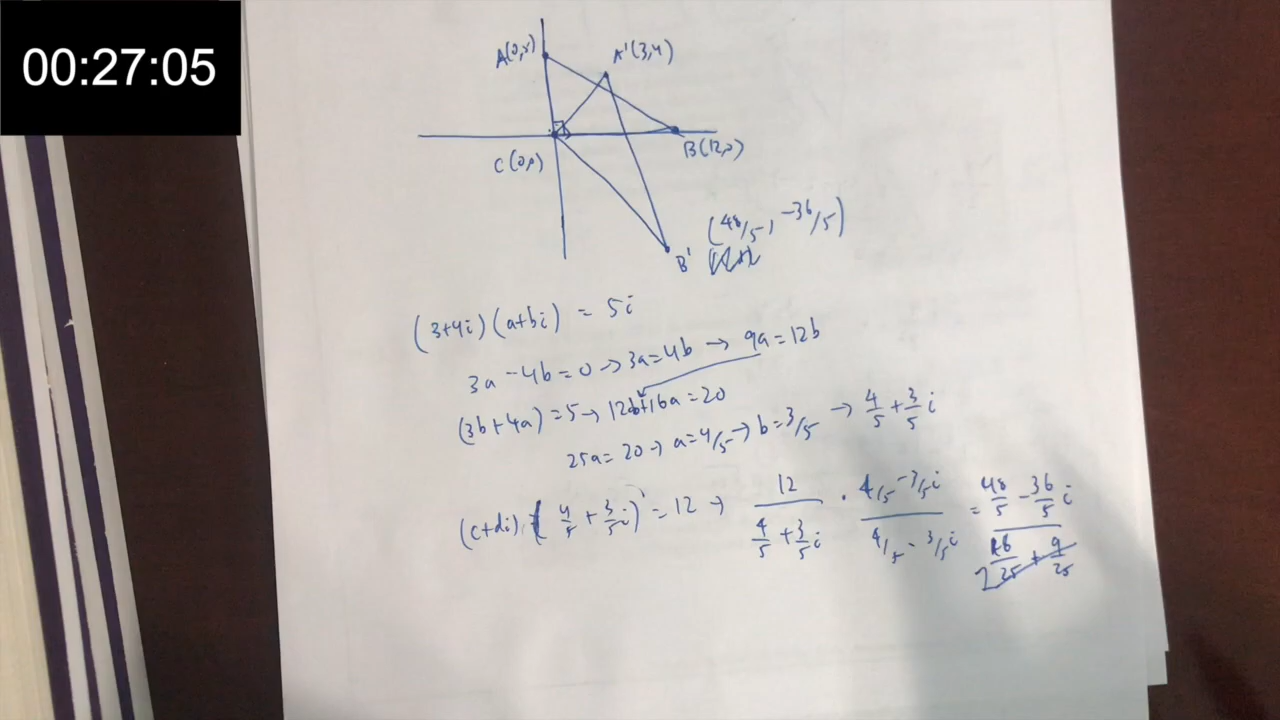 00:27:05
A(0,5)
A'(3,4)
C(0,0)
B(12,0)
(48/5, -36/5)
B'
(3+4i)(a+bi) = 5i
3a-4b=0 → 3a=4b → 9a=12b
(3b+4a)=5 → 12b+16a=20
25a=20 → a=4/5 → b=3/5 → 4/5 + 3/5 i
(c+di) (4/5 + 3/5 i) = 12 → 12 / (4/5 + 3/5 i) · (4/5 - 3/5 i) / (4/5 - 3/5 i) = (48/5 - 36/5 i) / (16/25 + 9/25)